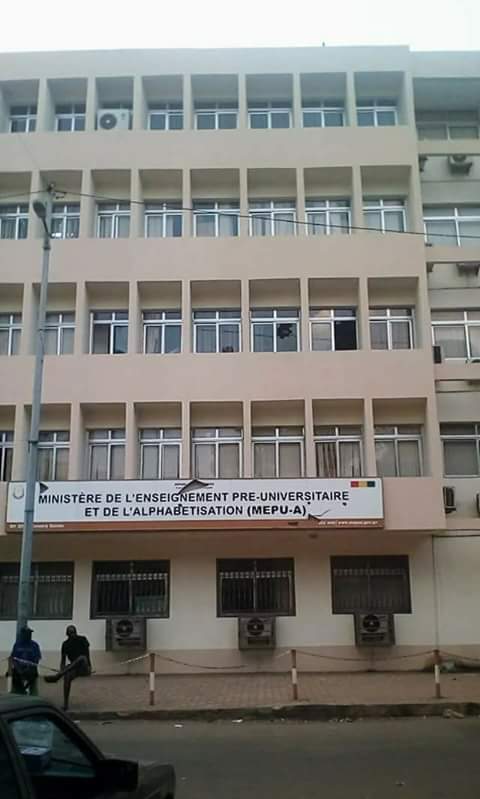 MINISTÈRE DE L'ENSEIGNEMENT PRE-UNIVERSITAIRE
ET DE L'ALPHABETISATION (MEPU-A)